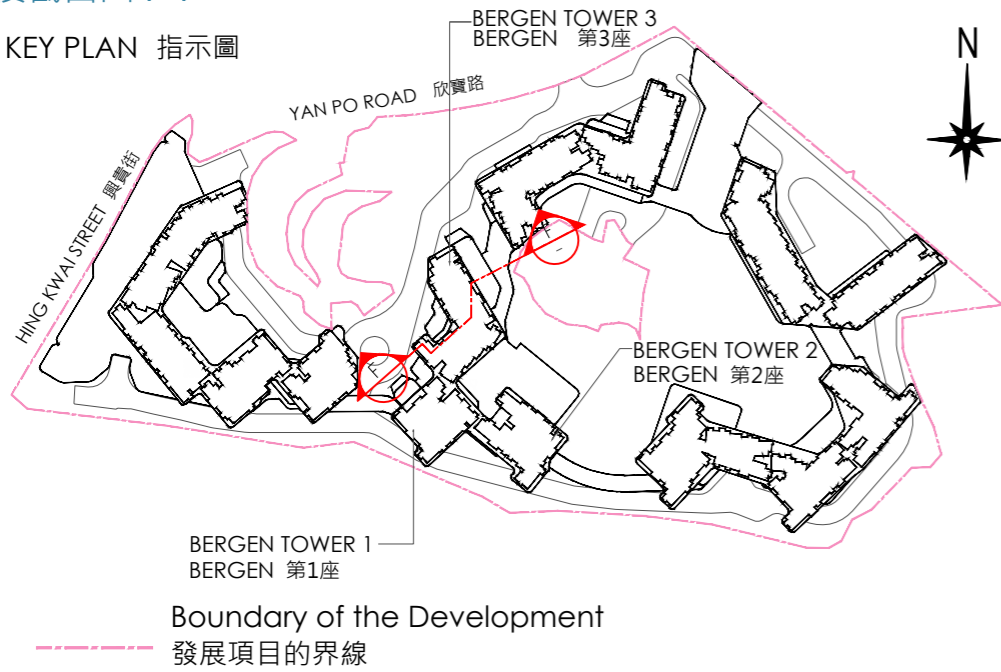 KEY PLAN 指示圖
BERGEN TOWER 3
BERGEN 第3座
N
YAN PO ROAD 欣寶路
HING KWAI STREET 興貴街
BERGEN TOWER 2
BERGEN 第2座
BERGEN TOWER 1
BERGEN 第1座
Boundary of the Development
發展項目的界線